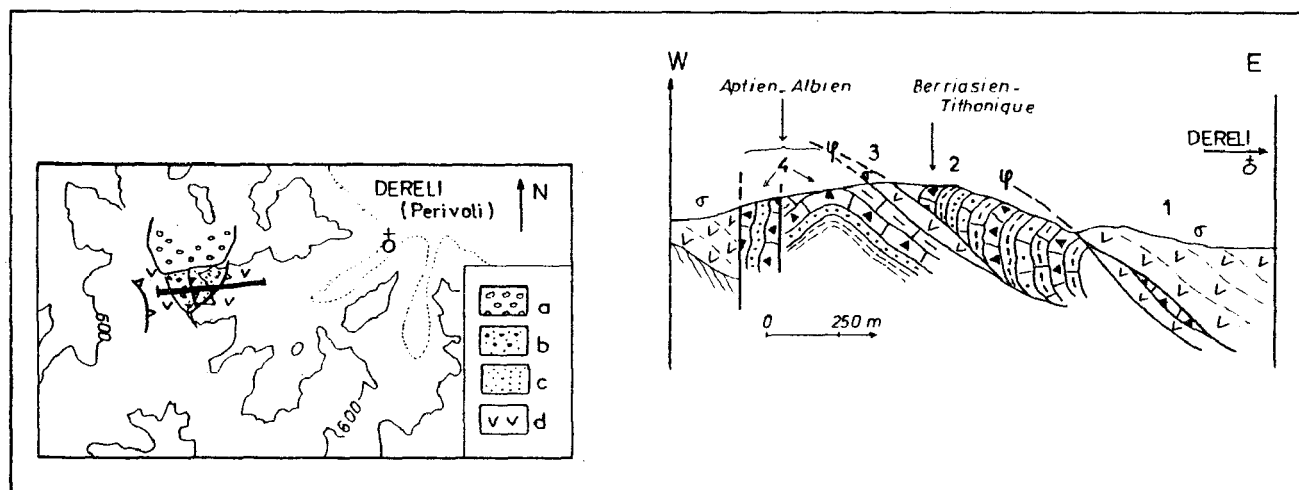 DERELI
(Perivoli)
N
600
600
a
b
c
d
W
E
Aptien-Albien
Berriasien-
Tithonique
DERELI
φ
3
2
φ
1
4
σ
σ
σ
0 250 m